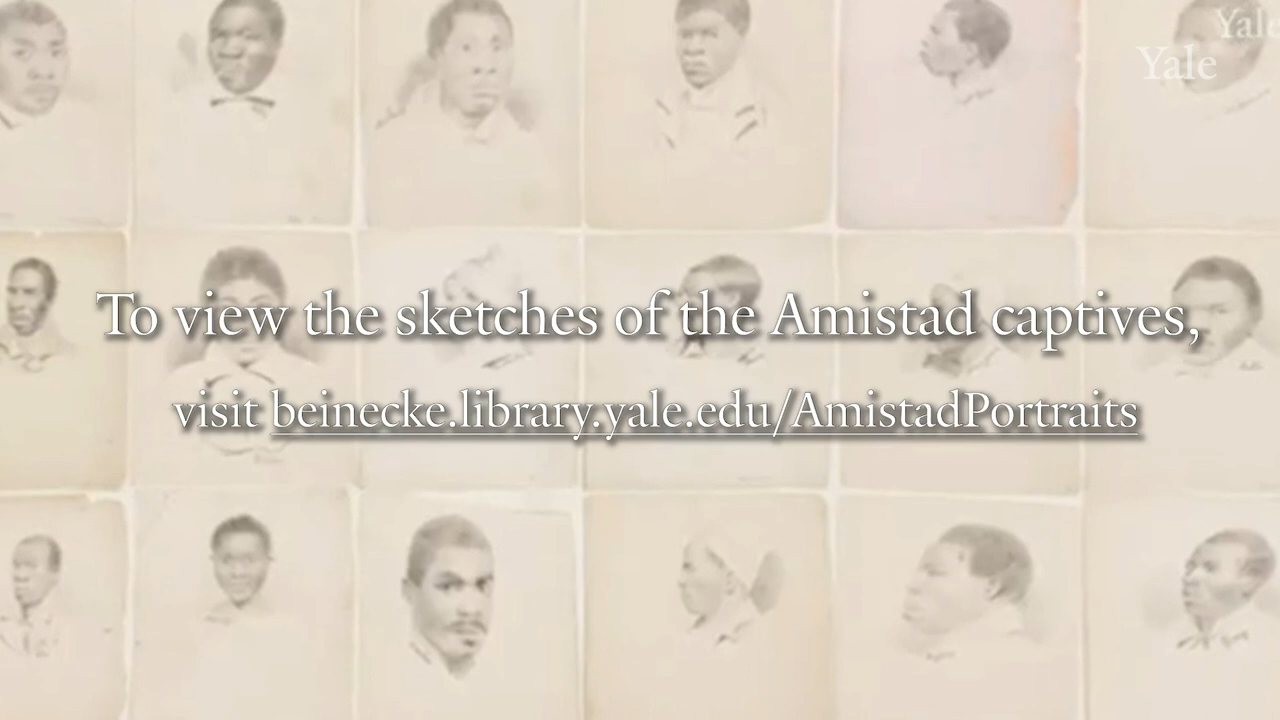 Yale
Yale
To view the sketches of the Amistad captives,
visit beinecke.library.yale.edu/AmistadPortraits